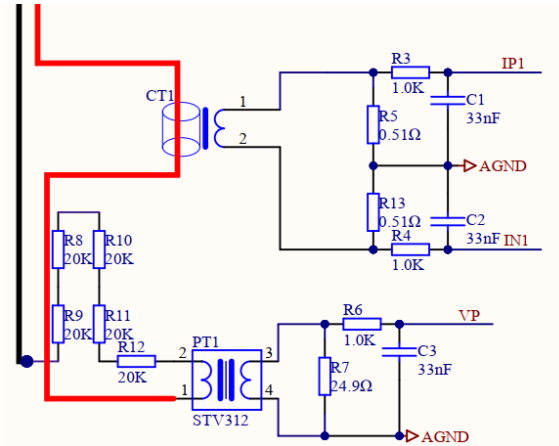 R3
IP1
1.0K
CT1
1
C1
33nF
R5
0.51Ω
2
AGND
R13
0.51Ω
C2
33nF
R4
IN1
1.0K
R8
20K
R10
20K
R9
20K
R11
20K
R12
20K
PT1
2
3
1
4
STV312
R6
VP
1.0K
C3
33nF
R7
24.9Ω
AGND